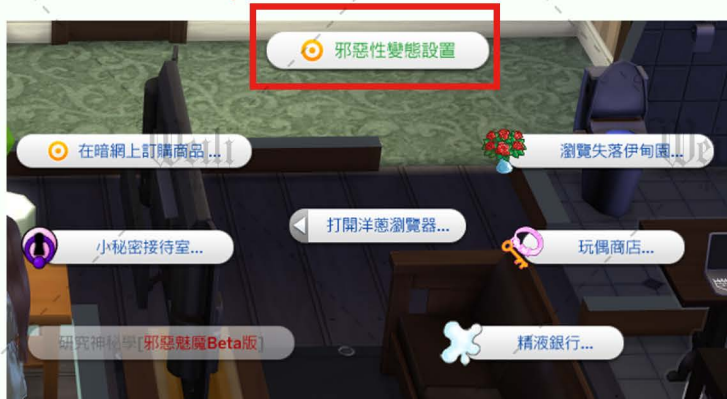 邪惡性變態設置
在暗網上訂購商品 ...
瀏覽失落伊甸園...
打開洋蔥瀏覽器...
小秘密接待室...
玩偶商店...
研究神秘學[邪惡魅魔Beta版]
精液銀行...